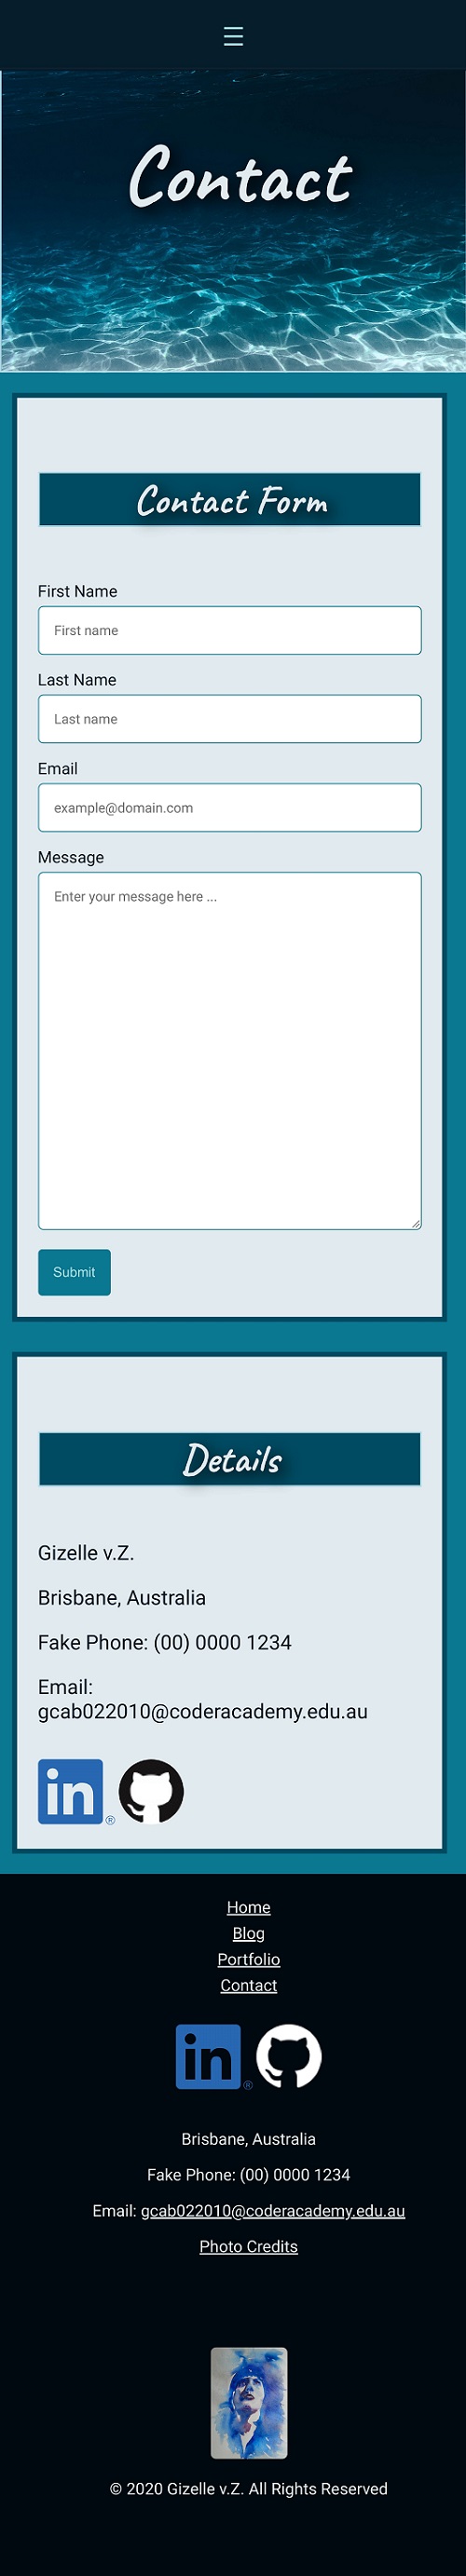 Contact
Contact Form
First Name
First name
Last Name
Last name
Email
example@domain.com
Message
Enter your message here ...
Submit
Details
Gizelle v.Z.
Brisbane, Australia
Fake Phone: (00) 0000 1234
Email:
gcab022010@coderacademy.edu.au
in®
Home
Blog
Portfolio
Contact
in®
Brisbane, Australia
Fake Phone: (00) 0000 1234
Email: gcab022010@coderacademy.edu.au
Photo Credits
© 2020 Gizelle v.Z. All Rights Reserved